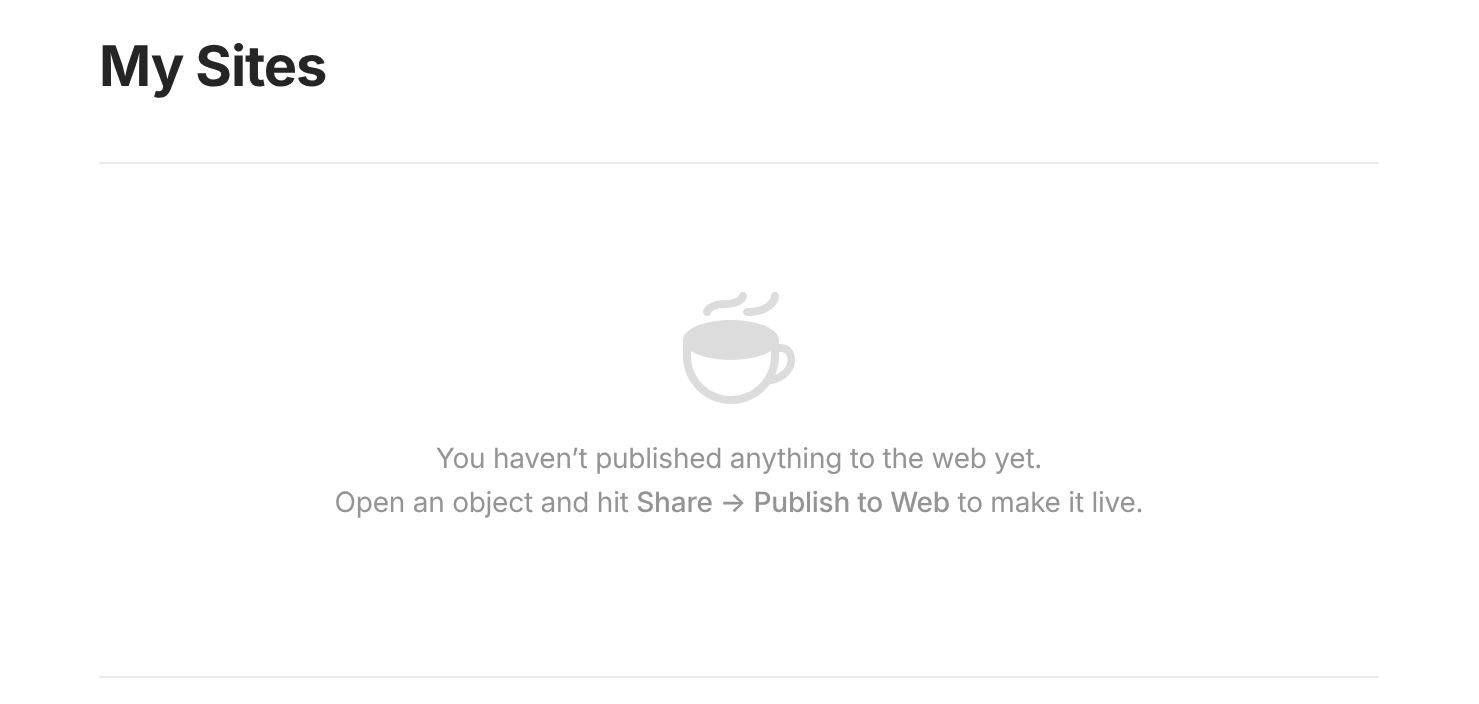 My Sites
You haven’t published anything to the web yet.
Open an object and hit Share → Publish to Web to make it live.